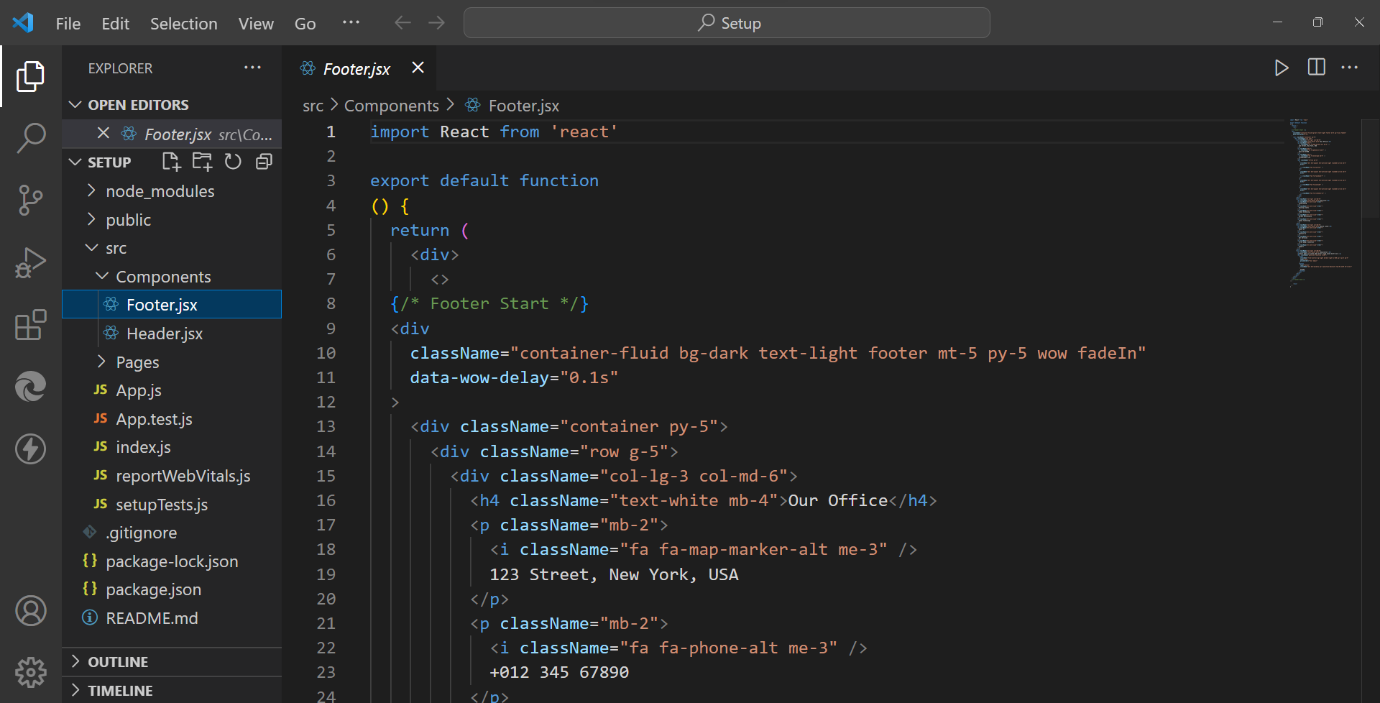 File Edit Selection View Go ··· Setup
EXPLORER ···
OPEN EDITORS
Footer.jsx src\Co...
SETUP
node_modules
public
src
Components
Footer.jsx
Header.jsx
Pages
JS App.js
JS App.test.js
JS index.js
JS reportWebVitals.js
JS setupTests.js
.gitignore
{} package-lock.json
{} package.json
README.md
OUTLINE
TIMELINE
Footer.jsx
src > Components > Footer.jsx
1 import React from 'react'
2
3 export default function
4 () {
5 return (
6 <div>
7 <>
8 {/* Footer Start */}
9 <div
10 className="container-fluid bg-dark text-light footer mt-5 py-5 wow fadeIn"
11 data-wow-delay="0.1s"
12 >
13 <div className="container py-5">
14 <div className="row g-5">
15 <div className="col-lg-3 col-md-6">
16 <h4 className="text-white mb-4">Our Office</h4>
17 <p className="mb-2">
18 <i className="fa fa-map-marker-alt me-3" />
19 123 Street, New York, USA
20 </p>
21 <p className="mb-2">
22 <i className="fa fa-phone-alt me-3" />
23 +012 345 67890
24 </p>